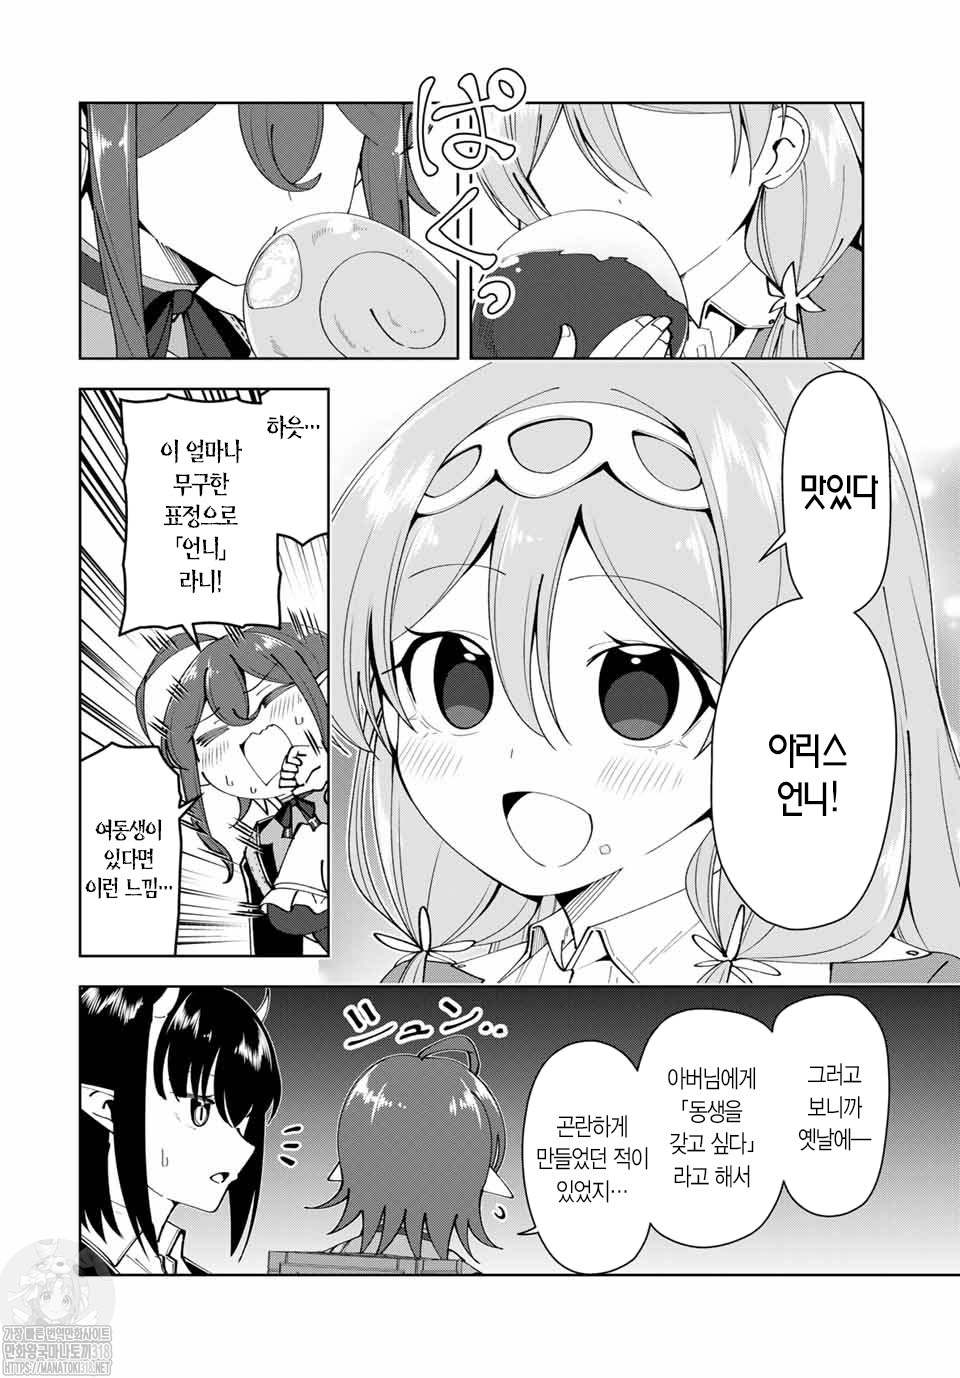 ぱくっ
맛있다
야리스
언니!
하읏…
이 얼마나
무구한
표정으로
「언니」
라니!
여동생이
있다면
이런 느낌…
그러고
보니까
옛날에—
아버님에게
「동생을
갖고 싶다」
라고 해서
곤란하게
만들었던 적이
있었지…
ジュン‥
가장 빠른 번역만화사이트
만화왕국마나토끼318
HTTPS://MANATOKI318.NET